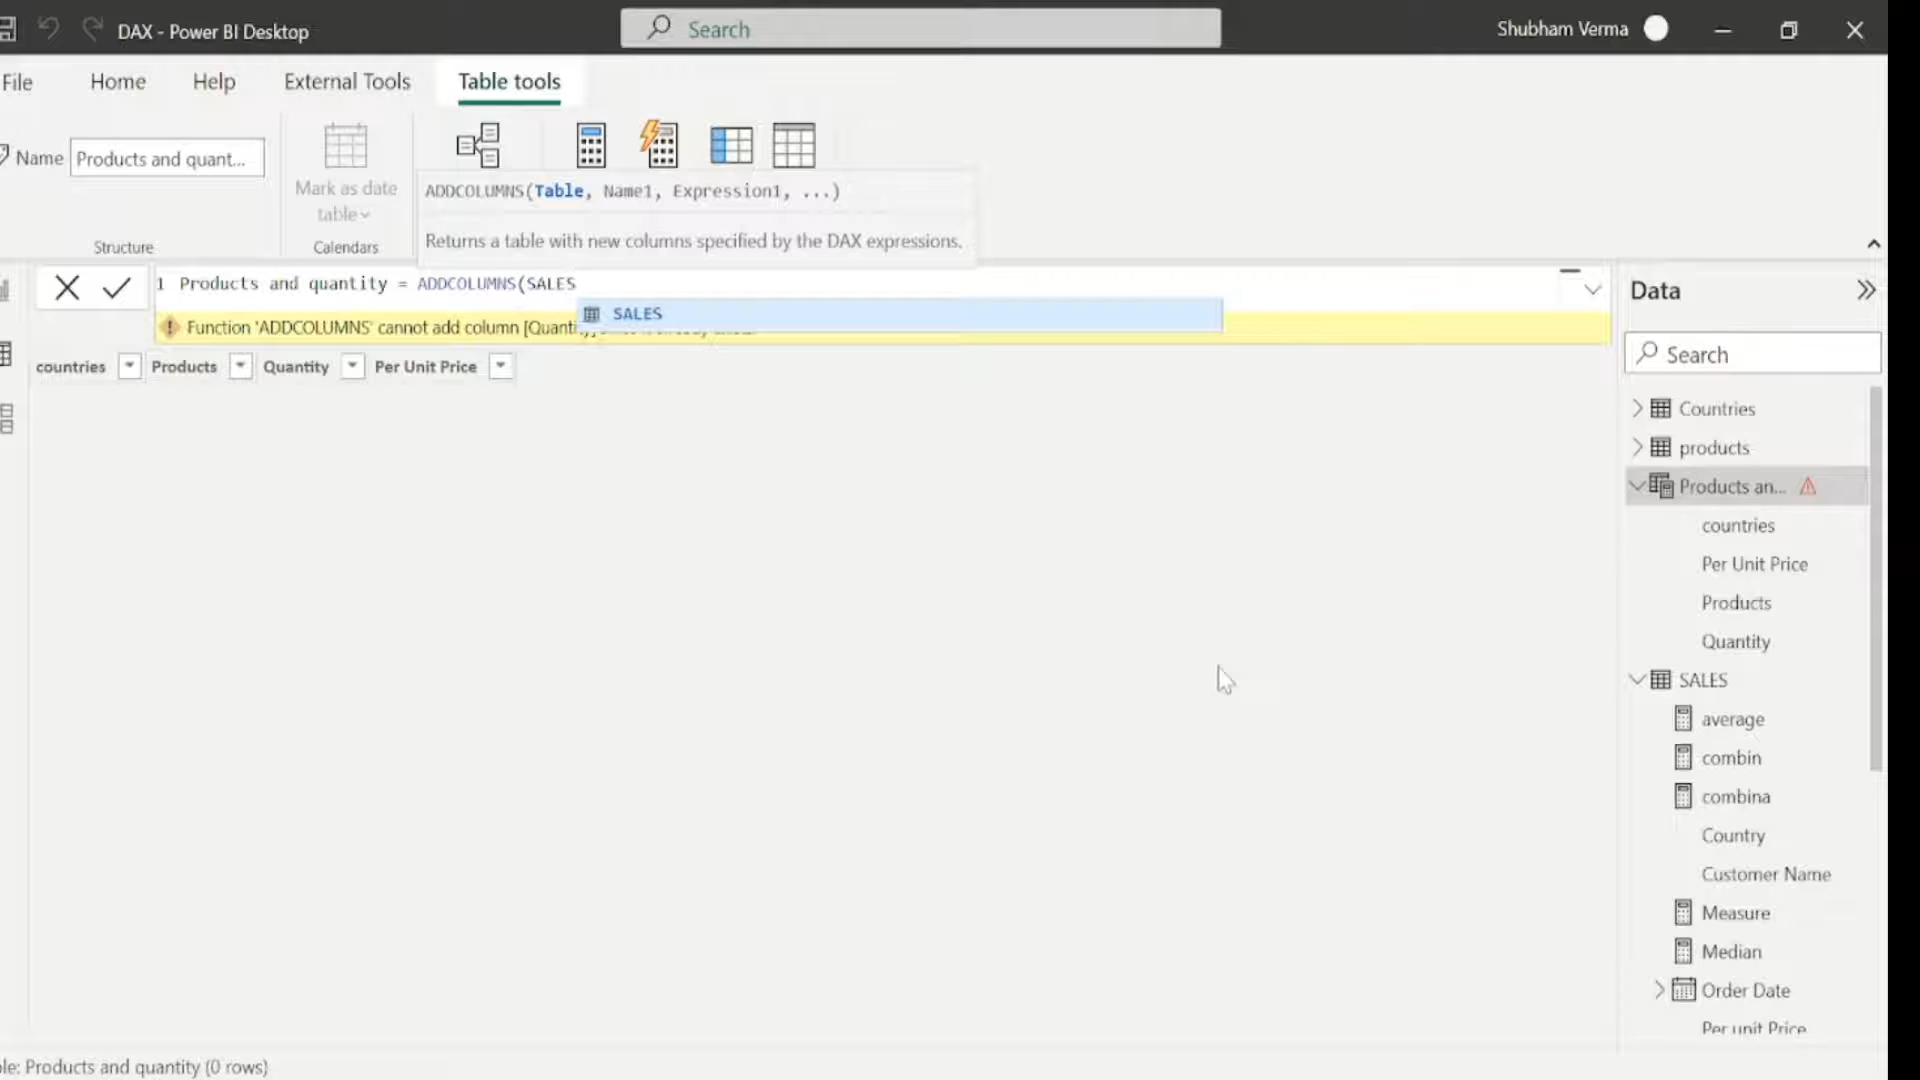 DAX - Power BI Desktop
Search
Shubham Verma
File Home Help External Tools Table tools
Name Products and quant...
Mark as date table
Structure
Calendars
ADDCOLUMNS(Table, Name1, Expression1, ...)
Returns a table with new columns specified by the DAX expressions.
1 Products and quantity = ADDCOLUMNS(SALES
SALES
Function 'ADDCOLUMNS' cannot add column [Quanti
countries Products Quantity Per Unit Price
Data
Search
Countries
products
Products an...
countries
Per Unit Price
Products
Quantity
SALES
average
combin
combina
Country
Customer Name
Measure
Median
Order Date
Per unit Price
ble: Products and quantity (0 rows)